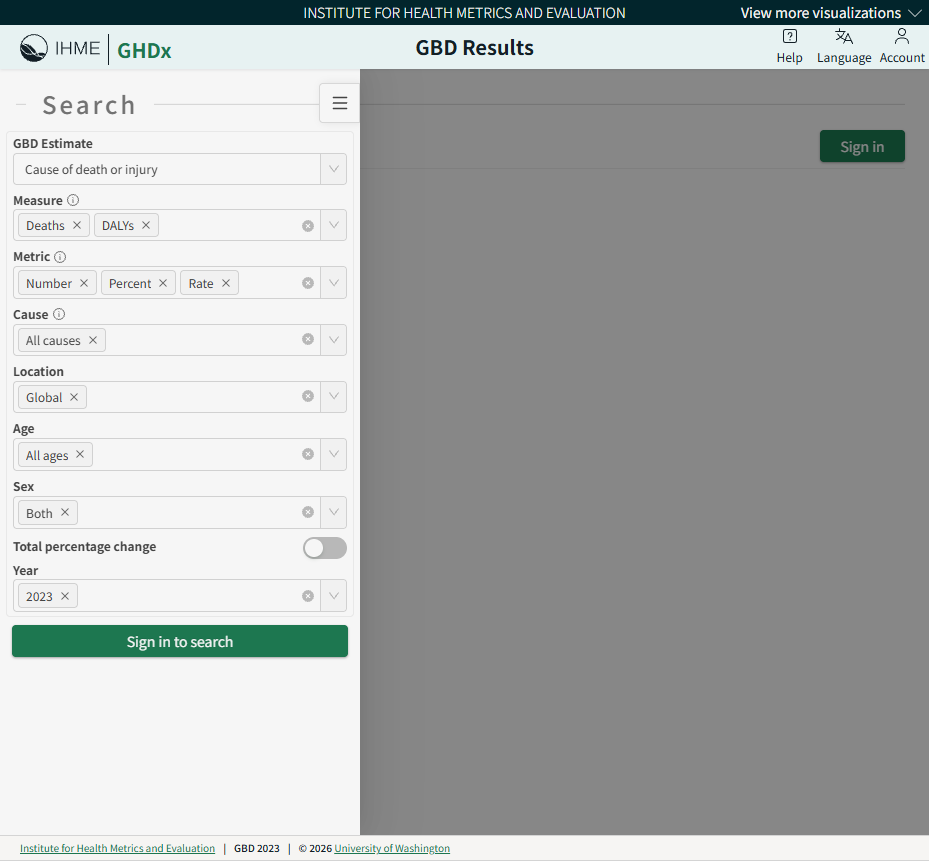 INSTITUTE FOR HEALTH METRICS AND EVALUATION
View more visualizations
IHME GHDx
GBD Results
Help Language Account
Search
Sign in
GBD Estimate
Cause of death or injury
Measure
Deaths DALYs
Metric
Number Percent Rate
Cause
All causes
Location
Global
Age
All ages
Sex
Both
Total percentage change
Year
2023
Sign in to search
Institute for Health Metrics and Evaluation | GBD 2023 | © 2026 University of Washington